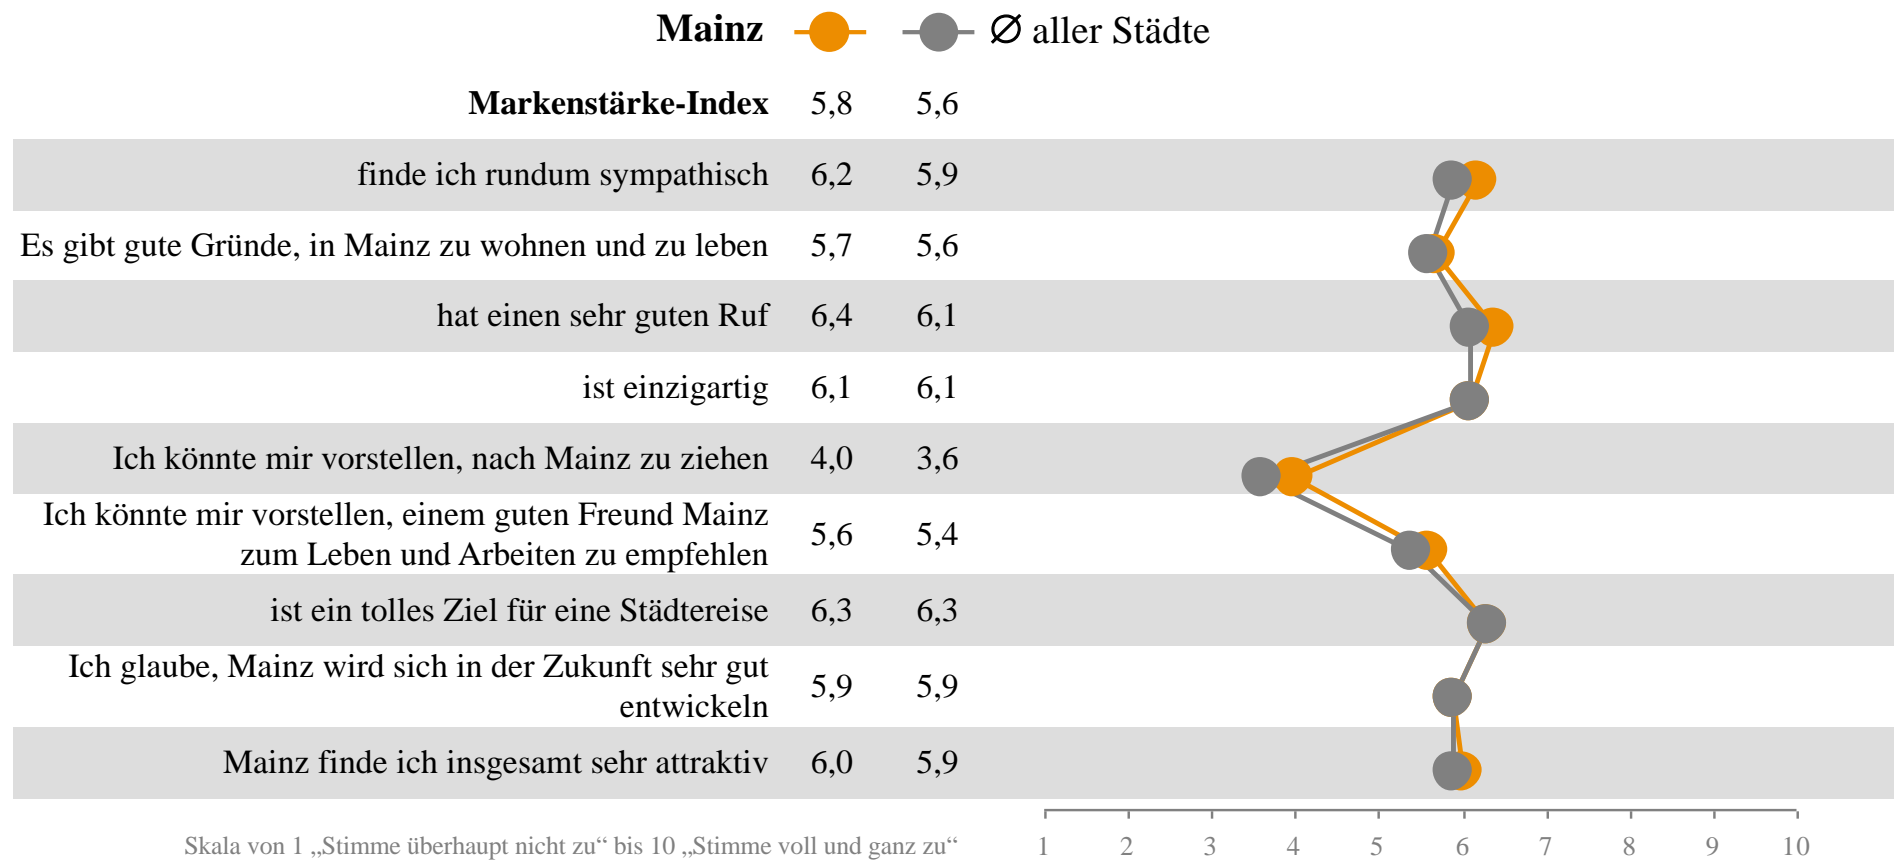 Mainz Ø aller Städte
Markenstärke-Index 5,8 5,6
finde ich rundum sympathisch 6,2 5,9
Es gibt gute Gründe, in Mainz zu wohnen und zu leben 5,7 5,6
hat einen sehr guten Ruf 6,4 6,1
ist einzigartig 6,1 6,1
Ich könnte mir vorstellen, nach Mainz zu ziehen 4,0 3,6
Ich könnte mir vorstellen, einem guten Freund Mainz
zum Leben und Arbeiten zu empfehlen 5,6 5,4
ist ein tolles Ziel für eine Städtereise 6,3 6,3
Ich glaube, Mainz wird sich in der Zukunft sehr gut
entwickeln 5,9 5,9
Mainz finde ich insgesamt sehr attraktiv 6,0 5,9
Skala von 1 „Stimme überhaupt nicht zu“ bis 10 „Stimme voll und ganz zu“ 1 2 3 4 5 6 7 8 9 10